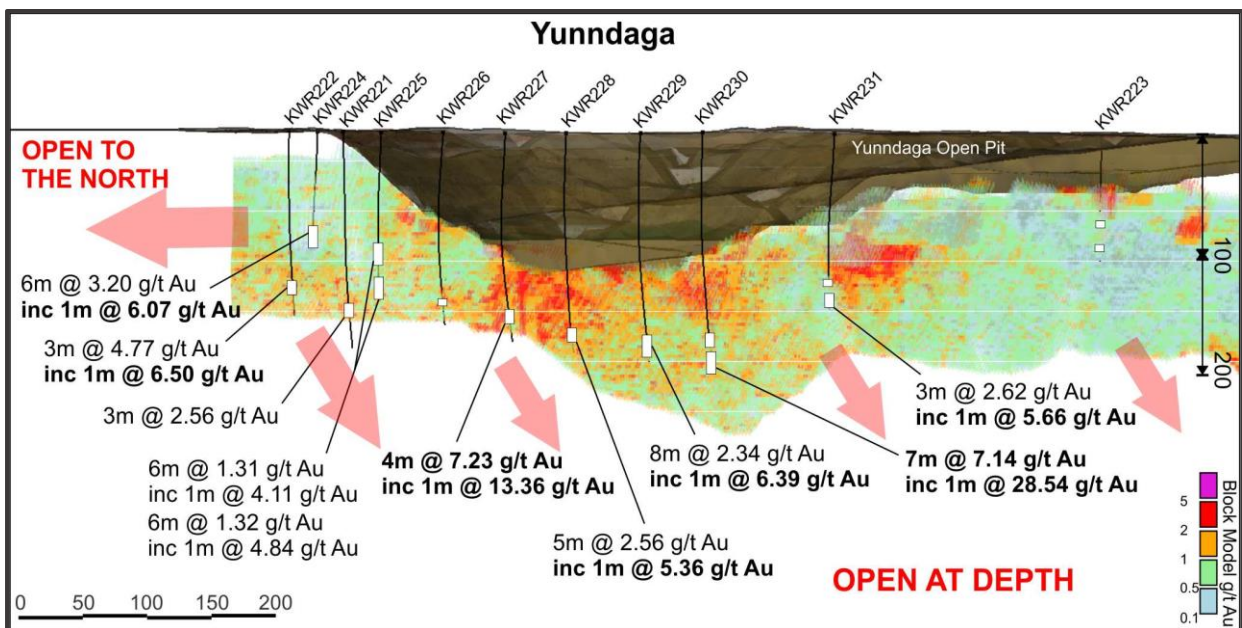 Yunndaga
KWR222
KWR224
KWR221
KWR225
KWR226
KWR227
KWR228
KWR229
KWR230
KWR231
KWR223
OPEN TO
THE NORTH
Yunndaga Open Pit
100
200
6m @ 3.20 g/t Au
inc 1m @ 6.07 g/t Au
3m @ 4.77 g/t Au
inc 1m @ 6.50 g/t Au
3m @ 2.56 g/t Au
6m @ 1.31 g/t Au
inc 1m @ 4.11 g/t Au
6m @ 1.32 g/t Au
inc 1m @ 4.84 g/t Au
4m @ 7.23 g/t Au
inc 1m @ 13.36 g/t Au
5m @ 2.56 g/t Au
inc 1m @ 5.36 g/t Au
8m @ 2.34 g/t Au
inc 1m @ 6.39 g/t Au
7m @ 7.14 g/t Au
inc 1m @ 28.54 g/t Au
3m @ 2.62 g/t Au
inc 1m @ 5.66 g/t Au
OPEN AT DEPTH
Block Model g/t Au
5
2
1
0.5
0.1
0 50 100 150 200